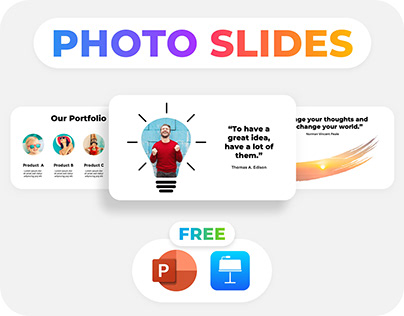 PHOTO SLIDES
Our Portfolio
Product A
Product B
Product C
“To have a
great idea,
have a lot of
them.”
Thomas A. Edison
nge your thoughts and
change your world.”
Norman Vincent Peale
FREE
P